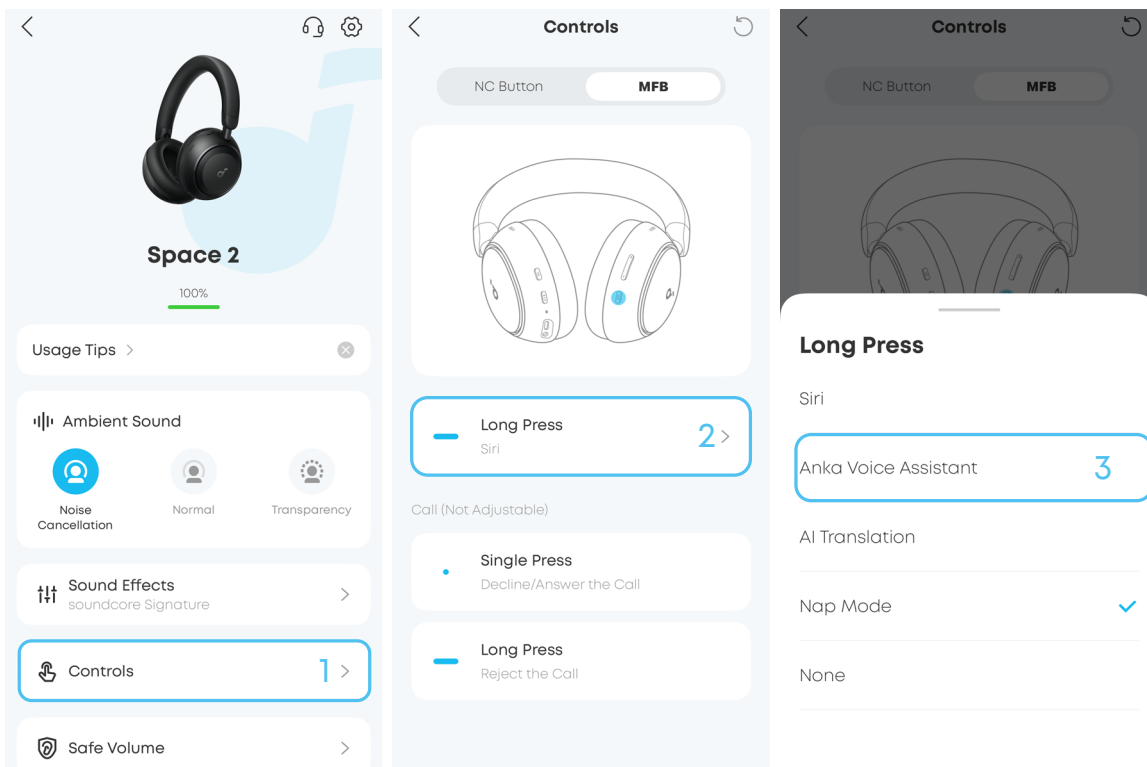 Space 2
100%
Usage Tips
Ambient Sound
Noise
Cancellation
Normal
Transparency
Sound Effects
soundcore Signature
Controls
1
Safe Volume
Controls
NC Button
MFB
Long Press
Siri
2
Call (Not Adjustable)
Single Press
Decline/Answer the Call
Long Press
Reject the Call
Controls
NC Button
MFB
Long Press
Siri
Anka Voice Assistant
3
AI Translation
Nap Mode
None